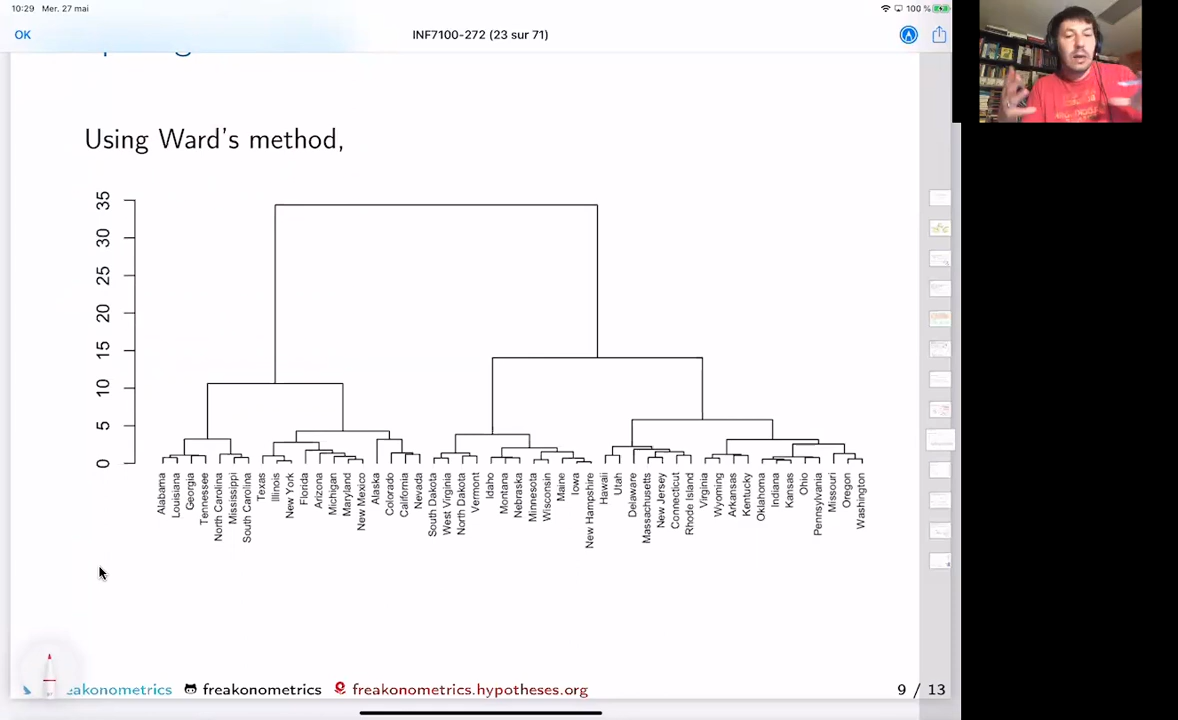 10:29 Mer. 27 mai
100 %
OK
INF7100-272 (23 sur 71)
Using Ward's method,
35
30
25
20
15
10
5
0
Alabama
Louisiana
Georgia
Tennessee
North Carolina
Mississippi
South Carolina
Texas
Illinois
New York
Florida
Arizona
Michigan
Maryland
New Mexico
Alaska
Colorado
California
Nevada
South Dakota
West Virginia
North Dakota
Vermont
Idaho
Montana
Nebraska
Minnesota
Wisconsin
Maine
Iowa
New Hampshire
Hawaii
Utah
Delaware
Massachusetts
New Jersey
Connecticut
Rhode Island
Virginia
Wyoming
Arkansas
Kentucky
Oklahoma
Indiana
Kansas
Ohio
Pennsylvania
Missouri
Oregon
Washington
eakonometrics freakonometrics freakonometrics.hypotheses.org 9 / 13